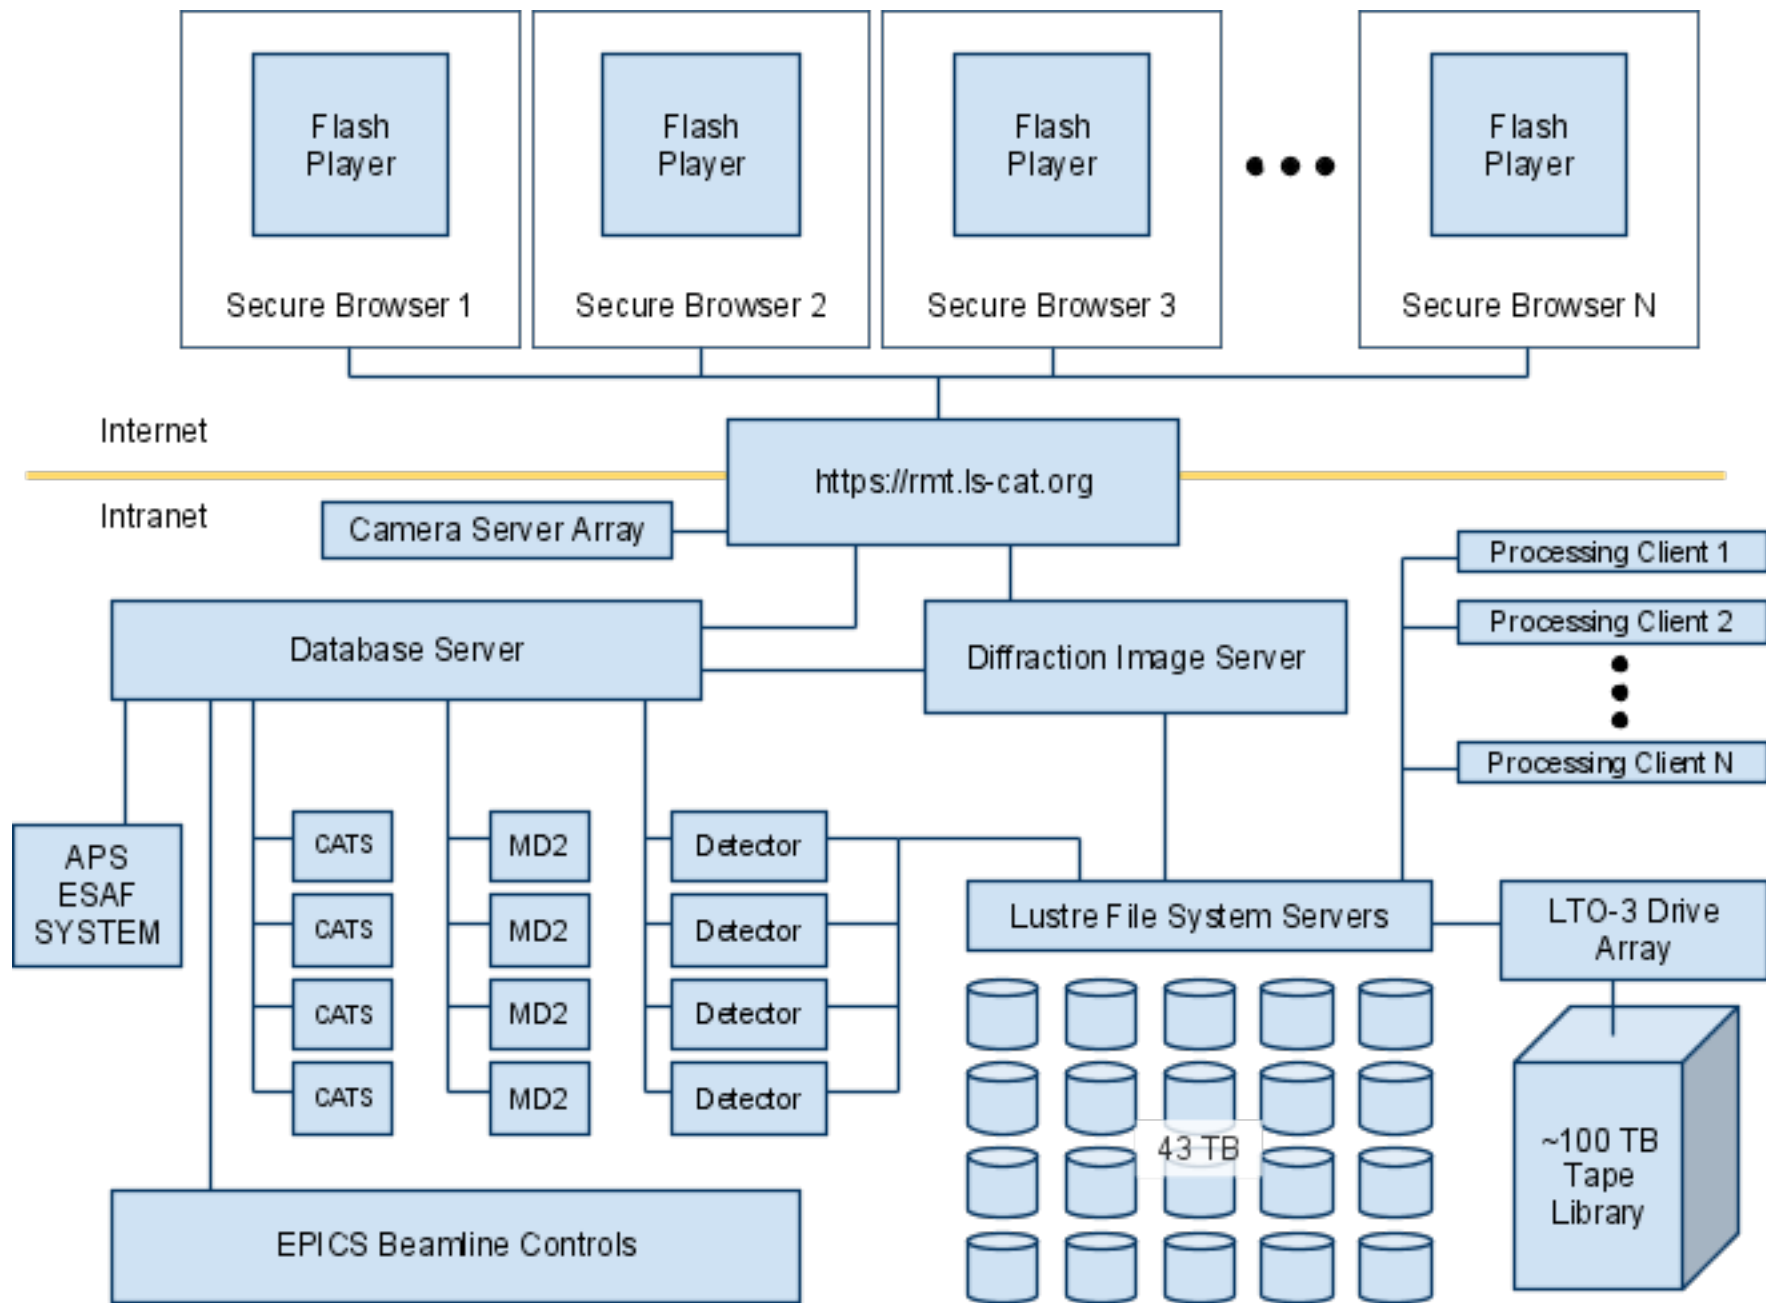 Flash
Player
Flash
Player
Flash
Player
Flash
Player
Secure Browser 1
Secure Browser 2
Secure Browser 3
Secure Browser N
Internet
https://rmt.ls-cat.org
Intranet
Camera Server Array
Processing Client 1
Processing Client 2
Database Server
Diffraction Image Server
Processing Client N
CATS
MD2
Detector
APS
ESAF
SYSTEM
CATS
MD2
Detector
Lustre File System Servers
LTO-3 Drive
Array
CATS
MD2
Detector
CATS
MD2
Detector
43 TB
~100 TB
Tape
Library
EPICS Beamline Controls